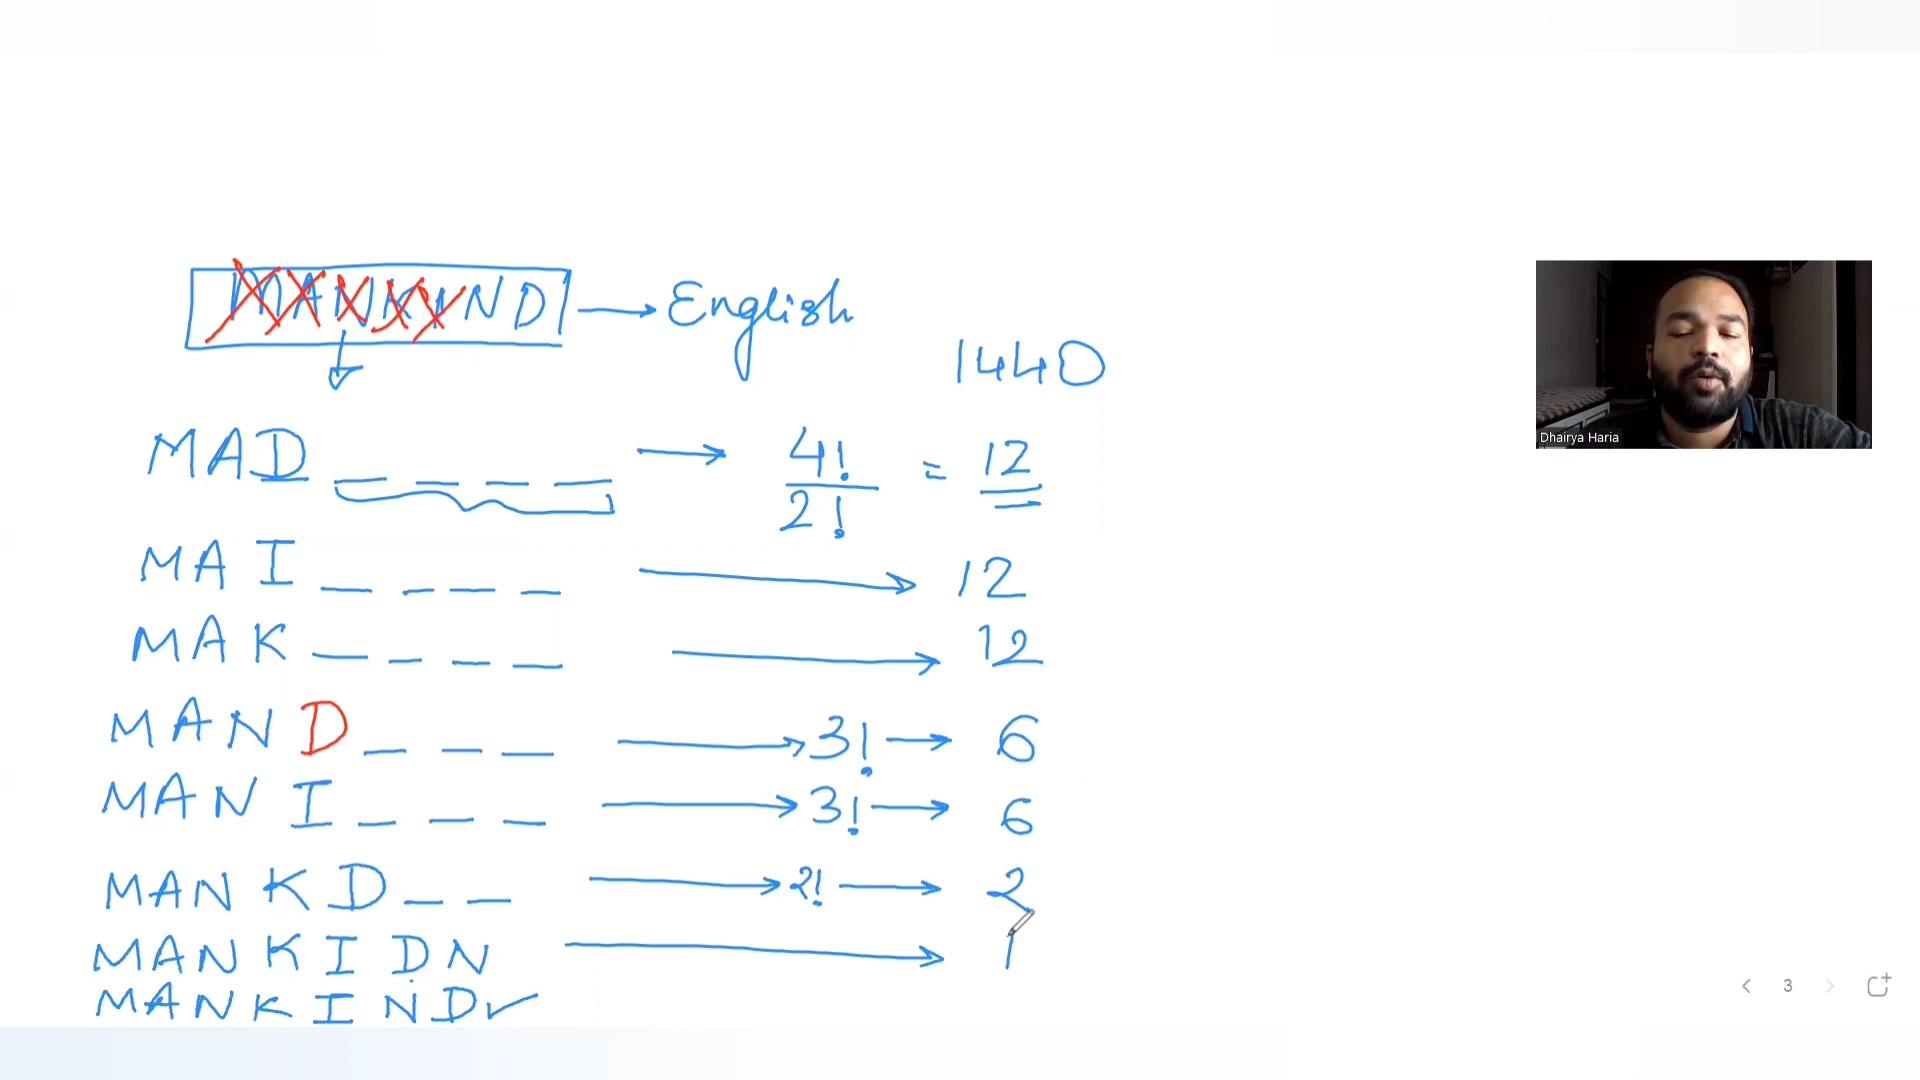 MANKIND → English
1440
MAD _ _ _ _ → 4!/2! = 12
MAI _ _ _ _ → 12
MAK _ _ _ _ → 12
MAND _ _ _ → 3! → 6
MANI _ _ _ → 3! → 6
MANKD _ _ → 2! → 2
MANKIDN → 1
MANKIND ✓
Dhairya Haria
< 3 >